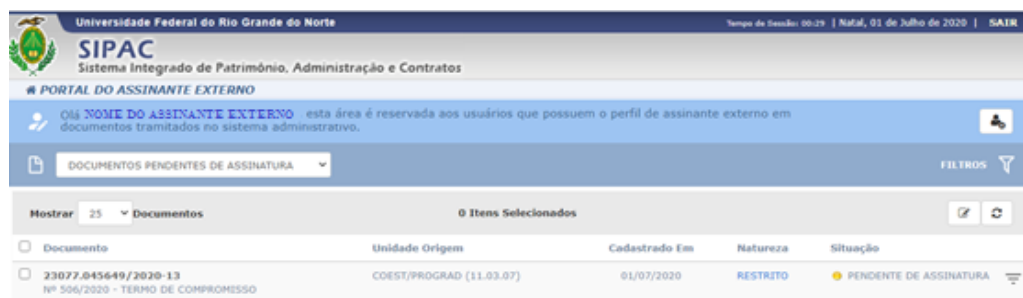 Universidade Federal do Rio Grande do Norte Tempo de Sessão: 00:29 | Natal, 01 de Julho de 2020 | SAIR
SIPAC
Sistema Integrado de Patrimônio, Administração e Contratos
PORTAL DO ASSINANTE EXTERNO
Olá NOME DO ASSINANTE EXTERNO esta área é reservada aos usuários que possuem o perfil de assinante externo em
documentos tramitados no sistema administrativo.
DOCUMENTOS PENDENTES DE ASSINATURA FILTROS
Mostrar 25 Documentos 0 Itens Selecionados
Documento Unidade Origem Cadastrado Em Natureza Situação
23077.045649/2020-13 COEST/PROGRAD (11.03.07) 01/07/2020 RESTRITO PENDENTE DE ASSINATURA
Nº 506/2020 - TERMO DE COMPROMISSO